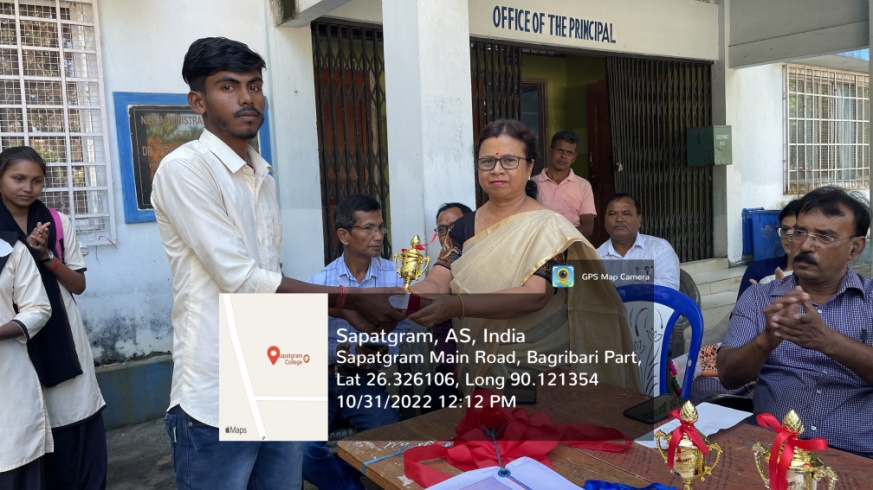 OFFICE OF THE PRINCIPAL
GPS Map Camera
Sapatgram
College
Maps
Sapatgram, AS, India
Sapatgram Main Road, Bagribari Part,
Lat 26.326106, Long 90.121354
10/31/2022 12:12 PM